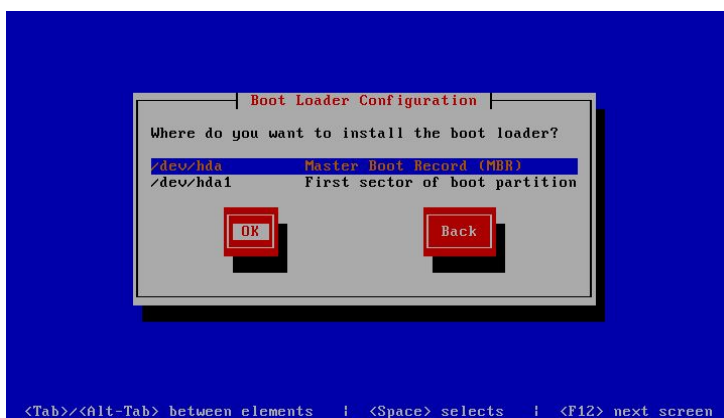 Boot Loader Configuration
Where do you want to install the boot loader?
/dev/hda Master Boot Record (MBR)
/dev/hda1 First sector of boot partition
OK Back
<Tab>/<Alt-Tab> between elements | <Space> selects | <F12> next screen